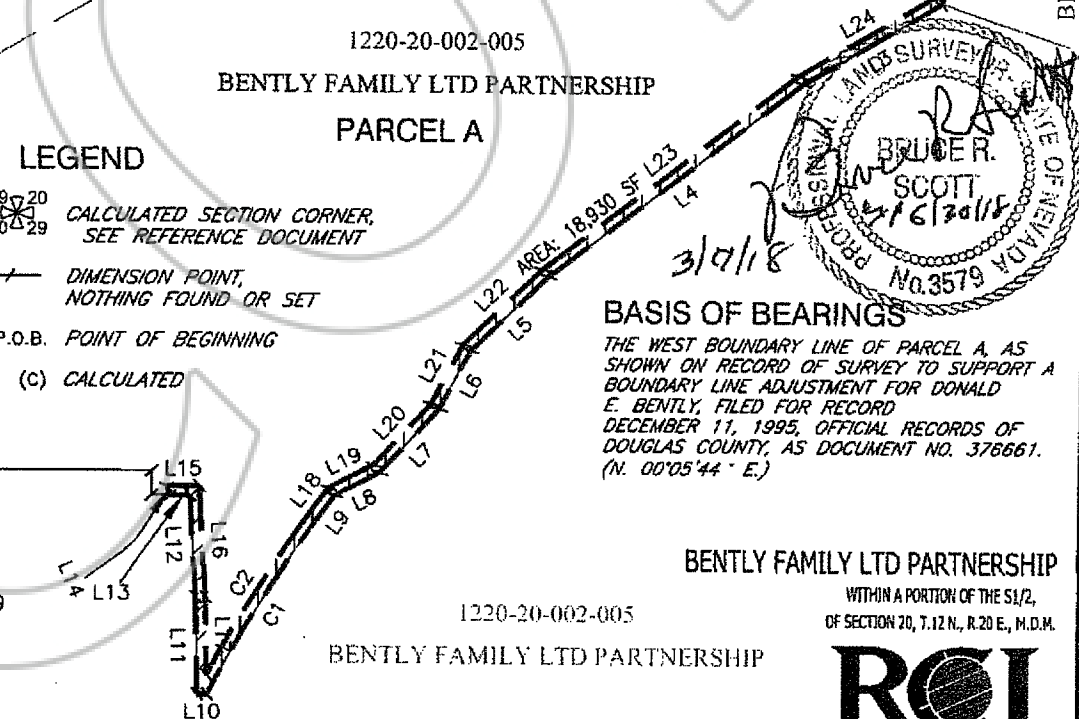 1220-20-002-005
BENTLY FAMILY LTD PARTNERSHIP
PARCEL A
LEGEND
20
29
CALCULATED SECTION CORNER,
SEE REFERENCE DOCUMENT
DIMENSION POINT,
NOTHING FOUND OR SET
P.O.B. POINT OF BEGINNING
(C) CALCULATED
L24
L23
L4
AREA: 18,930 SF
L22
L5
L21
L6
L20
L7
L19
L8
L18
L9
C2
C1
L15
L16
L12
L14
L13
L11
L10
PROFESSIONAL LAND SURVEYOR - STATE OF NEVADA
BRUCE R.
SCOTT
No. 3579
BASIS OF BEARINGS
THE WEST BOUNDARY LINE OF PARCEL A, AS
SHOWN ON RECORD OF SURVEY TO SUPPORT A
BOUNDARY LINE ADJUSTMENT FOR DONALD
E. BENTLY, FILED FOR RECORD
DECEMBER 11, 1995, OFFICIAL RECORDS OF
DOUGLAS COUNTY, AS DOCUMENT NO. 376661.
(N. 00°05'44" E.)
1220-20-002-005
BENTLY FAMILY LTD PARTNERSHIP
BENTLY FAMILY LTD PARTNERSHIP
WITHIN A PORTION OF THE S1/2,
OF SECTION 20, T.12 N., R.20 E., M.D.M.
RCI